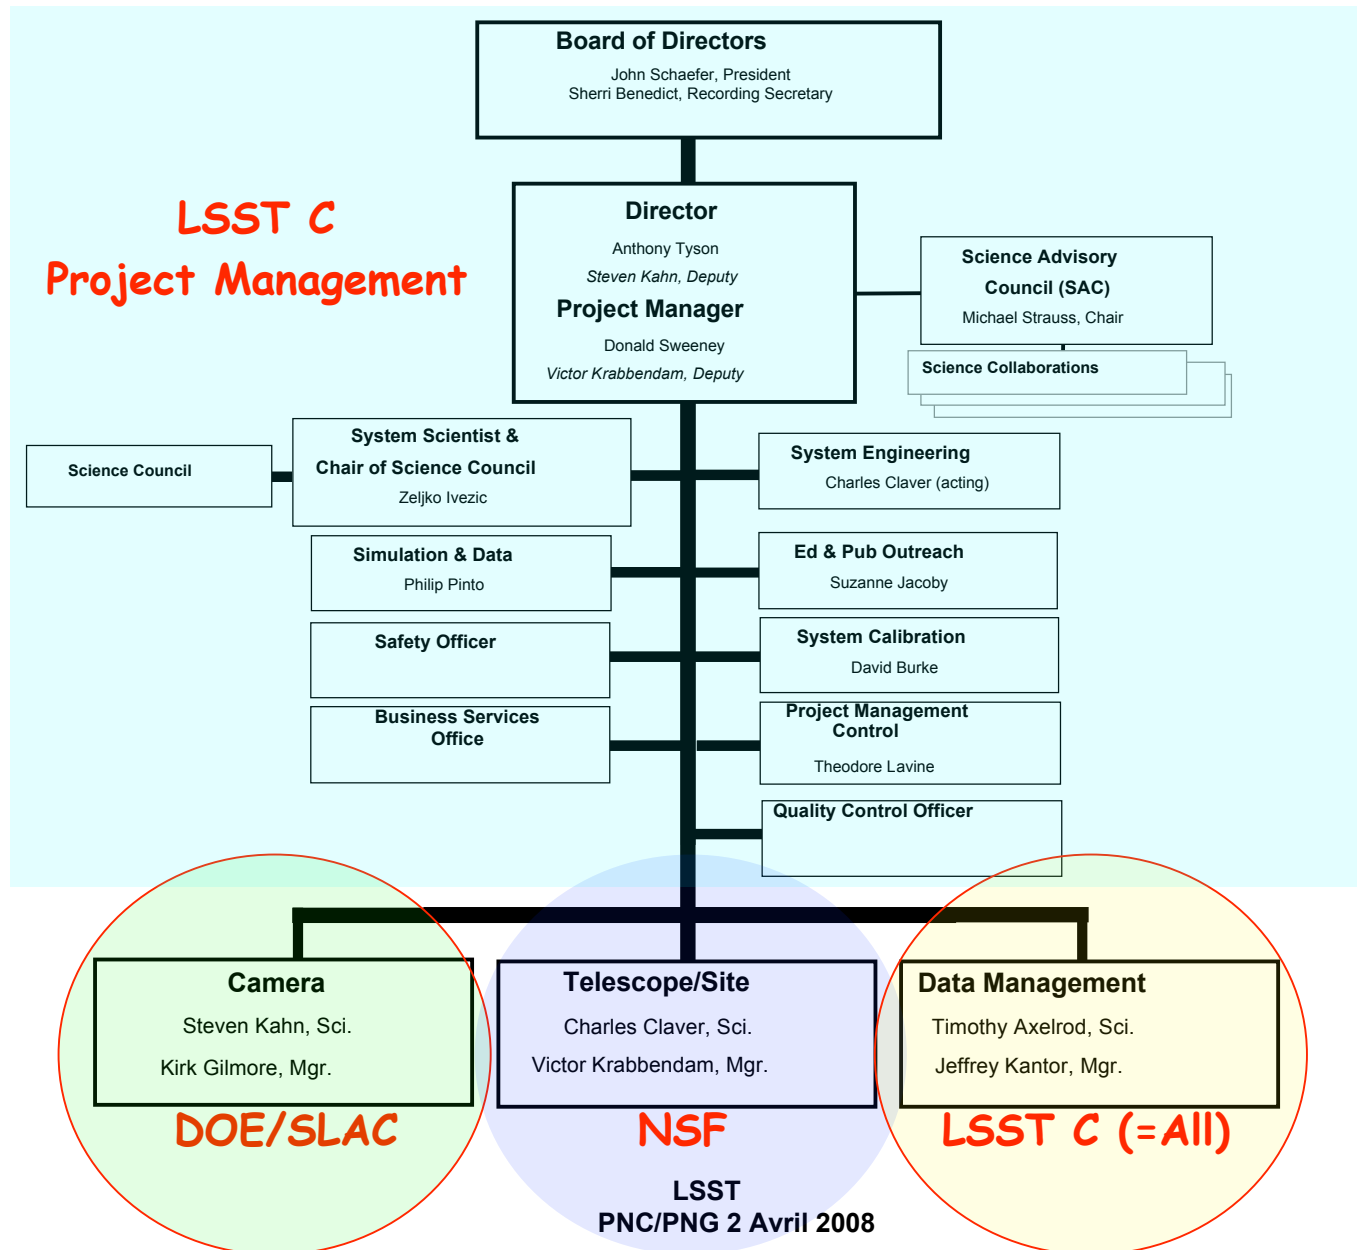 Board of Directors
John Schaefer, President
Sherri Benedict, Recording Secretary
LSST C
Project Management
Director
Anthony Tyson
Steven Kahn, Deputy
Project Manager
Donald Sweeney
Victor Krabbendam, Deputy
Science Advisory
Council (SAC)
Michael Strauss, Chair
Science Collaborations
Science Council
System Scientist &
Chair of Science Council
Zeljko Ivezic
System Engineering
Charles Claver (acting)
Simulation & Data
Philip Pinto
Ed & Pub Outreach
Suzanne Jacoby
Safety Officer
System Calibration
David Burke
Business Services
Office
Project Management
Control
Theodore Lavine
Quality Control Officer
Camera
Steven Kahn, Sci.
Kirk Gilmore, Mgr.
DOE/SLAC
Telescope/Site
Charles Claver, Sci.
Victor Krabbendam, Mgr.
NSF
Data Management
Timothy Axelrod, Sci.
Jeffrey Kantor, Mgr.
LSST C (=All)
LSST
PNC/PNG 2 Avril 2008